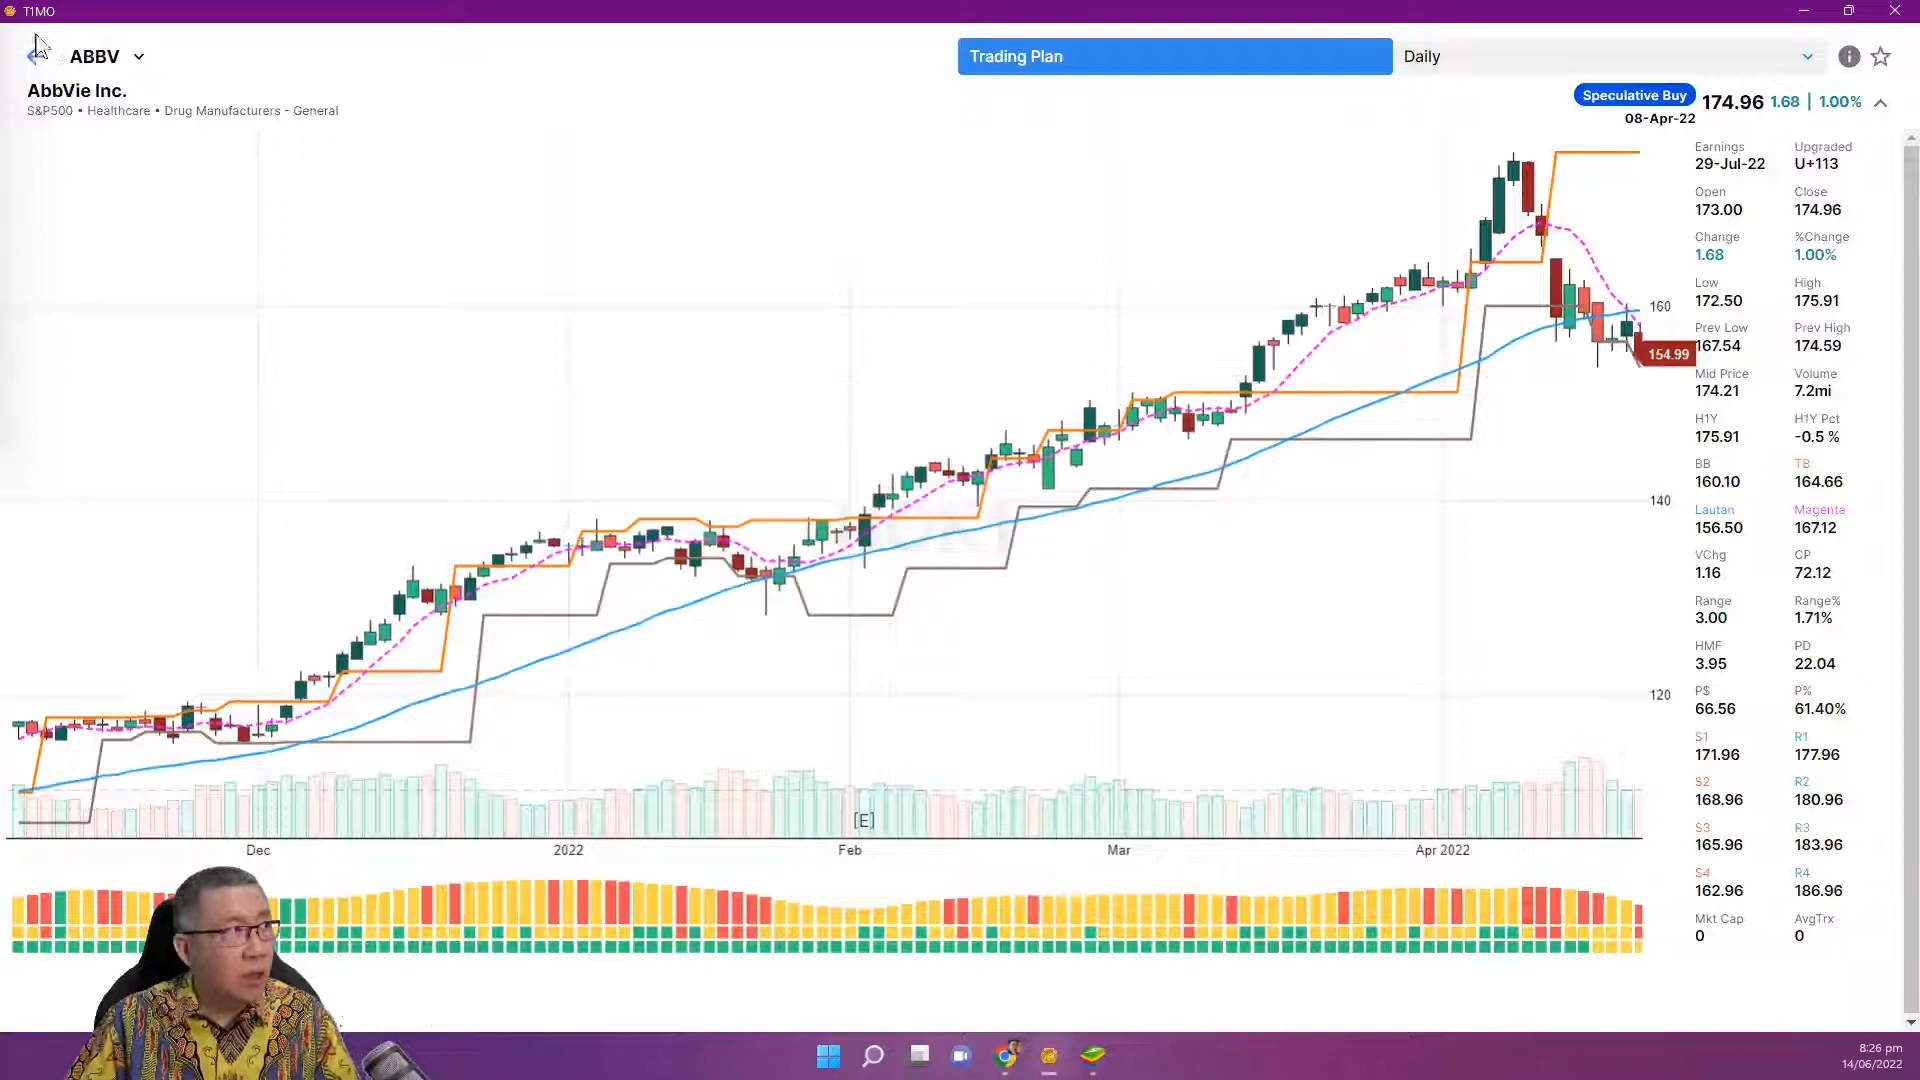 T1MO
ABBV
Trading Plan
Daily
AbbVie Inc.
S&P500 • Healthcare • Drug Manufacturers - General
Speculative Buy
174.96 1.68 | 1.00%
08-Apr-22
Earnings Upgraded
29-Jul-22 U+113
Open Close
173.00 174.96
Change %Change
1.68 1.00%
Low High
172.50 175.91
Prev Low Prev High
167.54 174.59
Mid Price Volume
174.21 7.2mi
H1Y H1Y Pct
175.91 -0.5 %
BB TB
160.10 164.66
Lautan Magenta
156.50 167.12
VChg CP
1.16 72.12
Range Range%
3.00 1.71%
HMF PD
3.95 22.04
P$ P%
66.56 61.40%
S1 R1
171.96 177.96
S2 R2
168.96 180.96
S3 R3
165.96 183.96
S4 R4
162.96 186.96
Mkt Cap AvgTrx
0 0
160
154.99
140
120
[E]
Dec 2022 Feb Mar Apr 2022
8:26 pm
14/06/2022